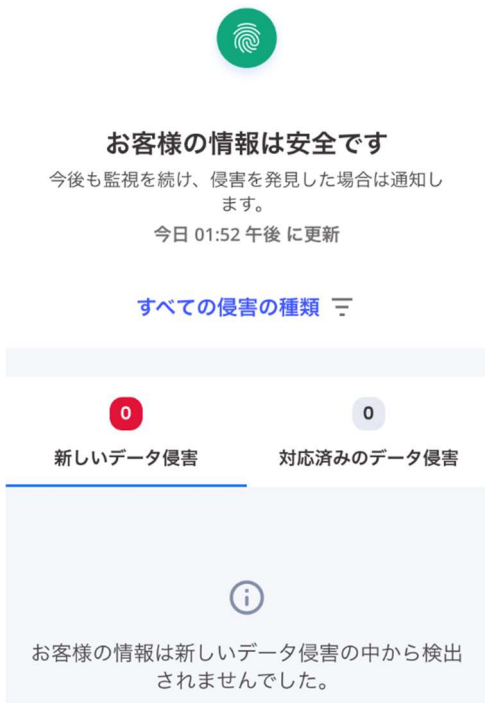 お客様の情報は安全です
今後も監視を続け、侵害を発見した場合は通知し
ます。
今日 01:52 午後 に更新
すべての侵害の種類
0
0
新しいデータ侵害
対応済みのデータ侵害
お客様の情報は新しいデータ侵害の中から検出
されませんでした。